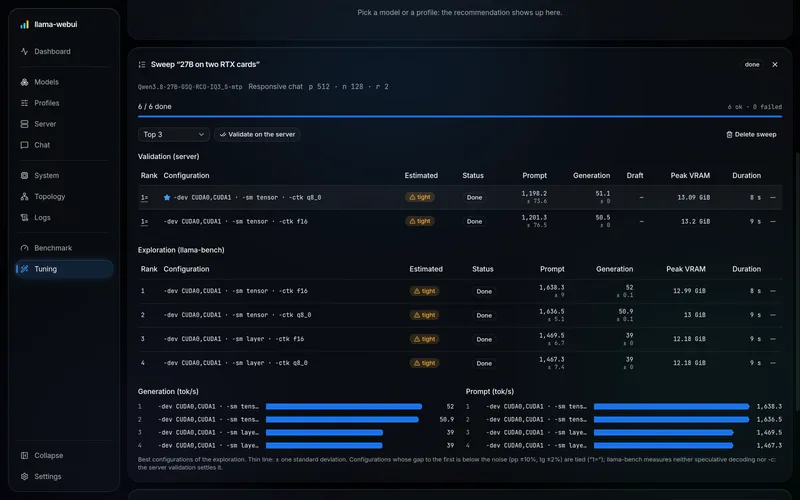 llama-webui
Dashboard
Models
Profiles
Server
Chat
System
Topology
Logs
Benchmark
Tuning
Collapse
Settings
Pick a model or a profile: the recommendation shows up here.
Sweep “27B on two RTX cards”
done
Qwen3.8-27B-GSQ-RCO-IQ3_S-mtp Responsive chat p 512 · n 128 · r 2
6 / 6 done
6 ok · 0 failed
Top 3
Validate on the server
Delete sweep
Validation (server)
Rank Configuration Estimated Status Prompt Generation Draft Peak VRAM Duration
1= -dev CUDA0,CUDA1 · -sm tensor · -ctk q8_0 tight Done 1,198.2 ± 73.6 51.1 ± 0 — 13.09 GiB 8 s
1= -dev CUDA0,CUDA1 · -sm tensor · -ctk f16 tight Done 1,201.3 ± 76.5 50.5 ± 0 — 13.2 GiB 9 s
Exploration (llama-bench)
Rank Configuration Estimated Status Prompt Generation Peak VRAM Duration
1 -dev CUDA0,CUDA1 · -sm tensor · -ctk f16 tight Done 1,638.3 ± 9 52 ± 0.1 12.99 GiB 8 s
2 -dev CUDA0,CUDA1 · -sm tensor · -ctk q8_0 tight Done 1,636.5 ± 5.1 50.9 ± 0.1 13 GiB 9 s
3 -dev CUDA0,CUDA1 · -sm layer · -ctk f16 tight Done 1,469.5 ± 6.7 39 ± 0 12.18 GiB 9 s
4 -dev CUDA0,CUDA1 · -sm layer · -ctk q8_0 tight Done 1,467.3 ± 7.4 39 ± 0 12.18 GiB 9 s
Generation (tok/s)
1 -dev CUDA0,CUDA1 · -sm tens… 52
2 -dev CUDA0,CUDA1 · -sm tens… 50.9
3 -dev CUDA0,CUDA1 · -sm laye… 39
4 -dev CUDA0,CUDA1 · -sm laye… 39
Prompt (tok/s)
1 -dev CUDA0,CUDA1 · -sm tens… 1,638.3
2 -dev CUDA0,CUDA1 · -sm tens… 1,636.5
3 -dev CUDA0,CUDA1 · -sm laye… 1,469.5
4 -dev CUDA0,CUDA1 · -sm laye… 1,467.3
Best configurations of the exploration. Thin line: ± one standard deviation. Configurations whose gap to the first is below the noise (pp ±10%, tg ±2%) are tied (“1=”); llama-bench measures neither speculative decoding nor -c:
the server validation settles it.